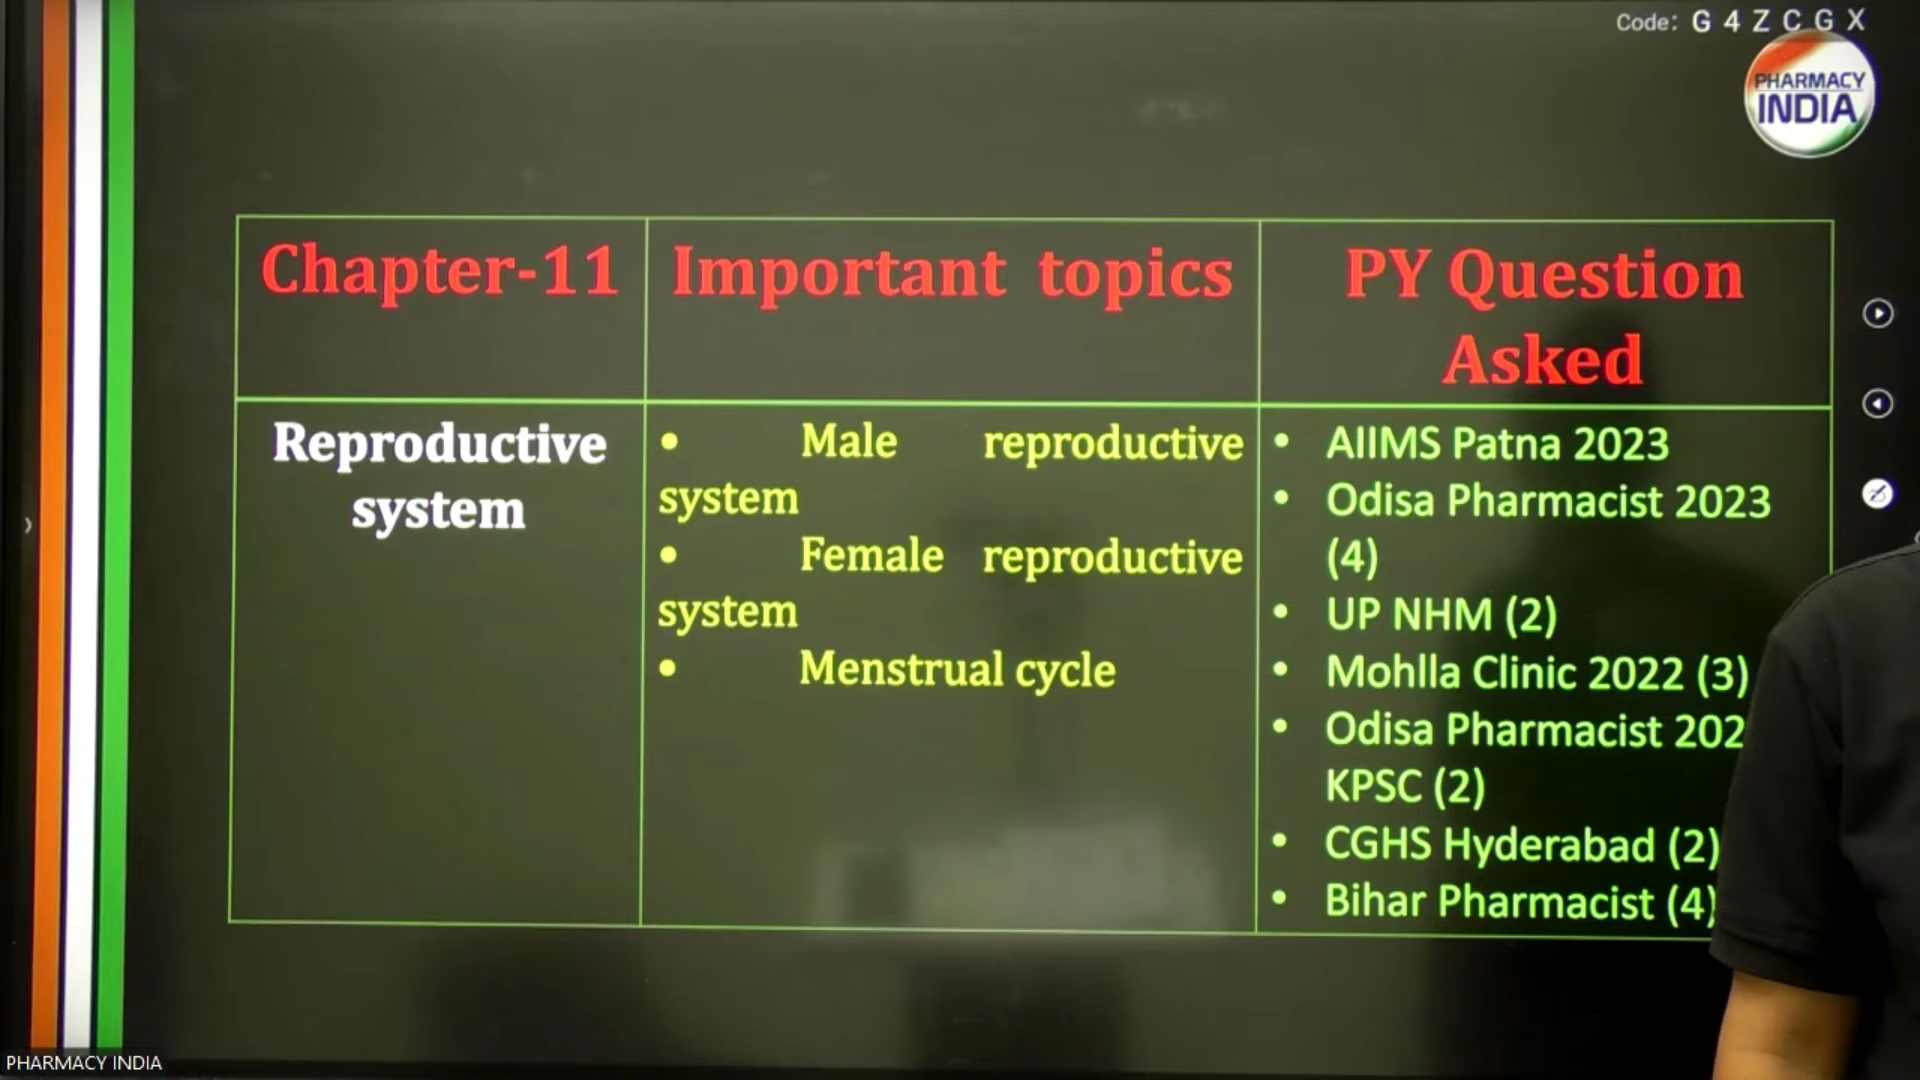 Code: G 4 Z C G X
PHARMACY
INDIA
Chapter-11
Important topics
PY Question
Asked
Reproductive
system
• Male reproductive
system
• Female reproductive
system
• Menstrual cycle
• AIIMS Patna 2023
• Odisa Pharmacist 2023
(4)
• UP NHM (2)
• Mohlla Clinic 2022 (3)
• Odisa Pharmacist
KPSC (2)
• CGHS Hyderabad (2)
• Bihar Pharmacist (4)
PHARMACY INDIA